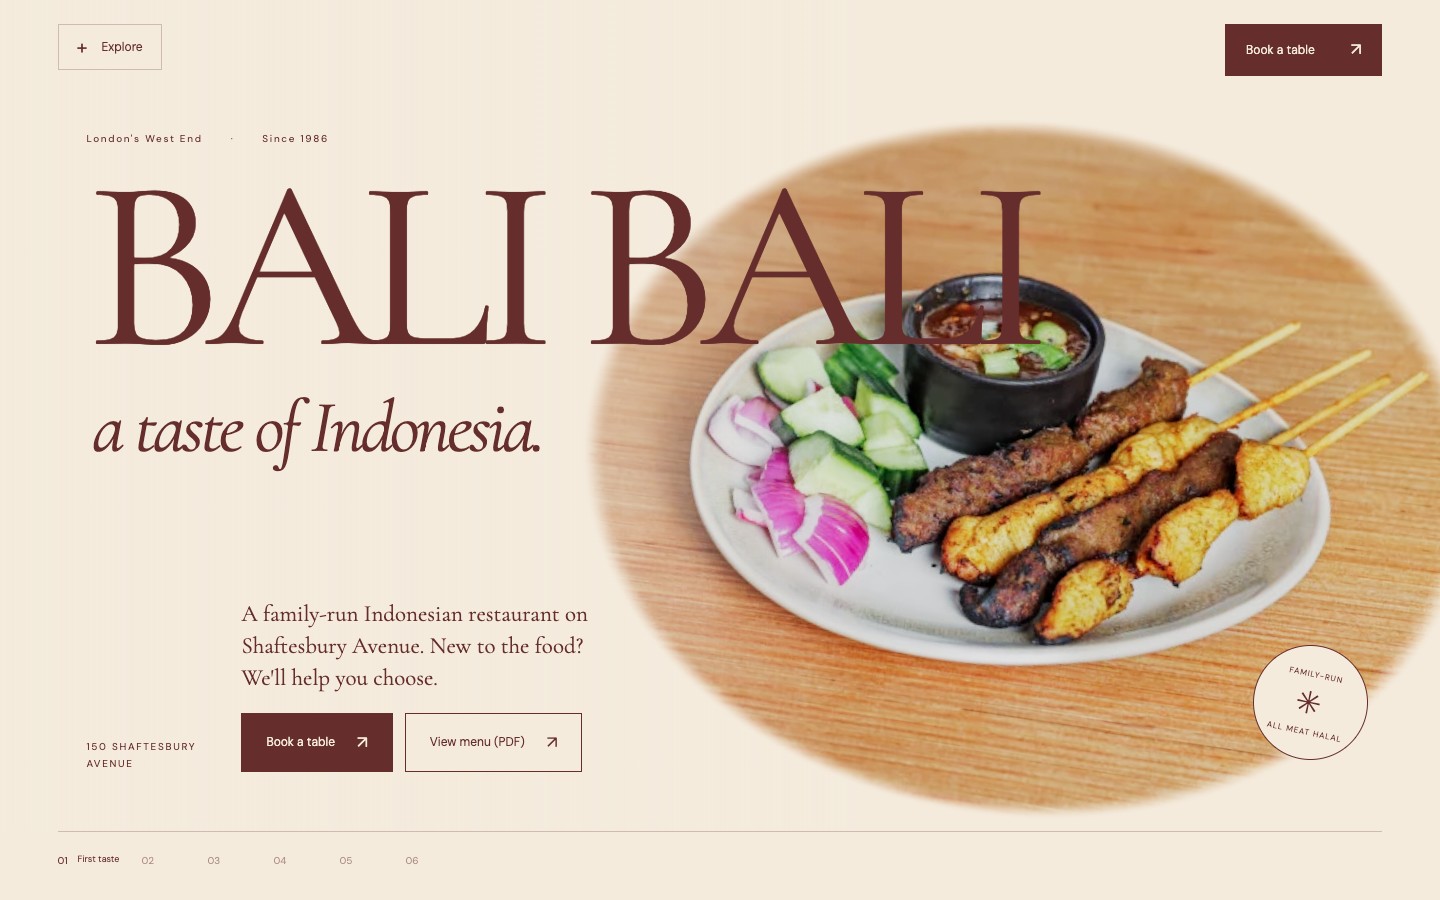 Explore
Book a table
London's West End · Since 1986
BALI BALI
a taste of Indonesia.
A family-run Indonesian restaurant on
Shaftesbury Avenue. New to the food?
We'll help you choose.
150 SHAFTESBURY
AVENUE
Book a table
View menu (PDF)
FAMILY-RUN
ALL MEAT HALAL
01 First taste 02 03 04 05 06